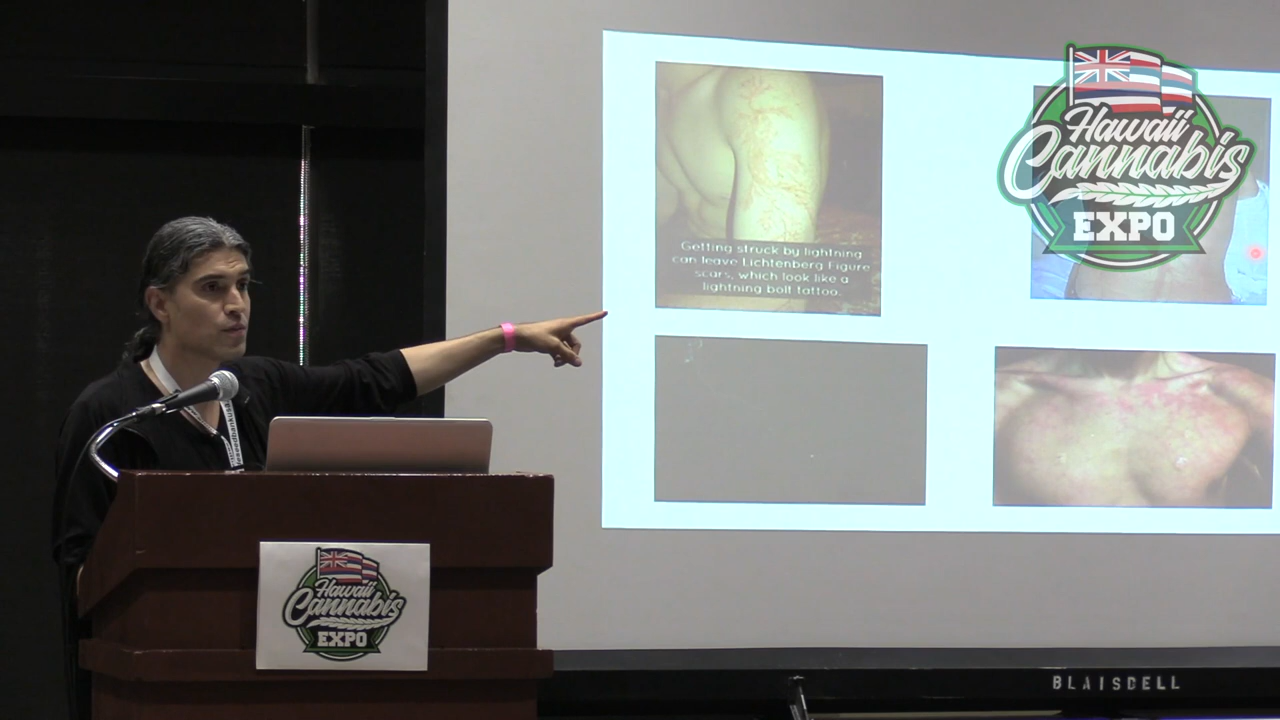 Hawaii
Cannabis
EXPO
Getting struck by lightning
can leave Lichtenberg Figure
scars, which look like a
lightning bolt tattoo.
Hawaii
Cannabis
EXPO
BLAISDELL